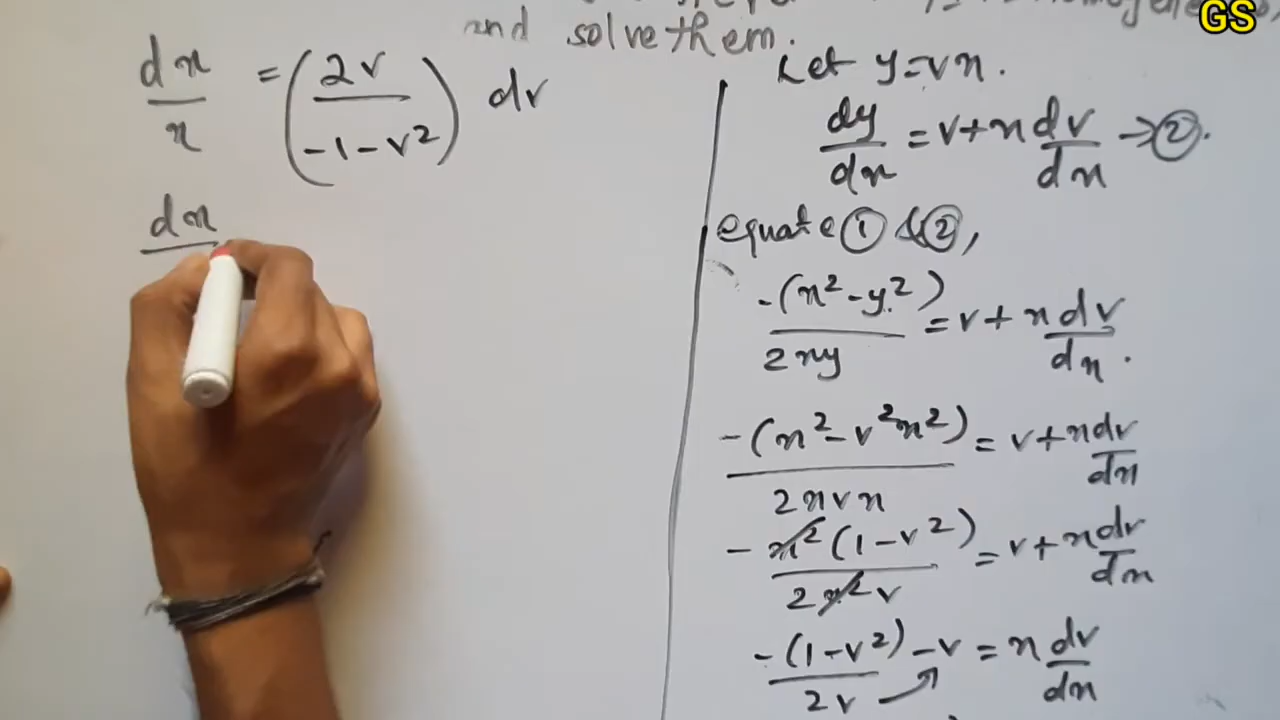 GS
and solve them.
dx/x = (2v/-1-v²) dv
dx
Let y=vx.
dy/dx = v+x dv/dx → ②.
equate ① & ②,
-(x²-y²)/2xy = v+x dv/dx.
-(x²-v²x²)/2xvx = v+x dv/dx
-x²(1-v²)/2x²v = v+x dv/dx
-(1-v²)/2v -v = x dv/dx